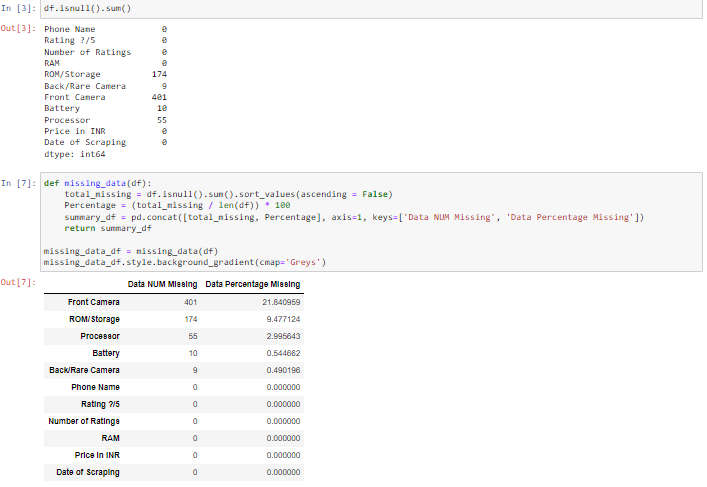 In [3]: df.isnull().sum()
Out[3]: Phone Name 0
Rating ?/5 0
Number of Ratings 0
RAM 0
ROM/Storage 174
Back/Rare Camera 9
Front Camera 401
Battery 10
Processor 55
Price in INR 0
Date of Scraping 0
dtype: int64
In [7]: def missing_data(df):
total_missing = df.isnull().sum().sort_values(ascending = False)
Percentage = (total_missing / len(df)) * 100
summary_df = pd.concat([total_missing, Percentage], axis=1, keys=['Data NUM Missing', 'Data Percentage Missing'])
return summary_df
missing_data_df = missing_data(df)
missing_data_df.style.background_gradient(cmap='Greys')
Out[7]:
Data NUM Missing Data Percentage Missing
Front Camera 401 21.840959
ROM/Storage 174 9.477124
Processor 55 2.995643
Battery 10 0.544662
Back/Rare Camera 9 0.490196
Phone Name 0 0.000000
Rating ?/5 0 0.000000
Number of Ratings 0 0.000000
RAM 0 0.000000
Price in INR 0 0.000000
Date of Scraping 0 0.000000